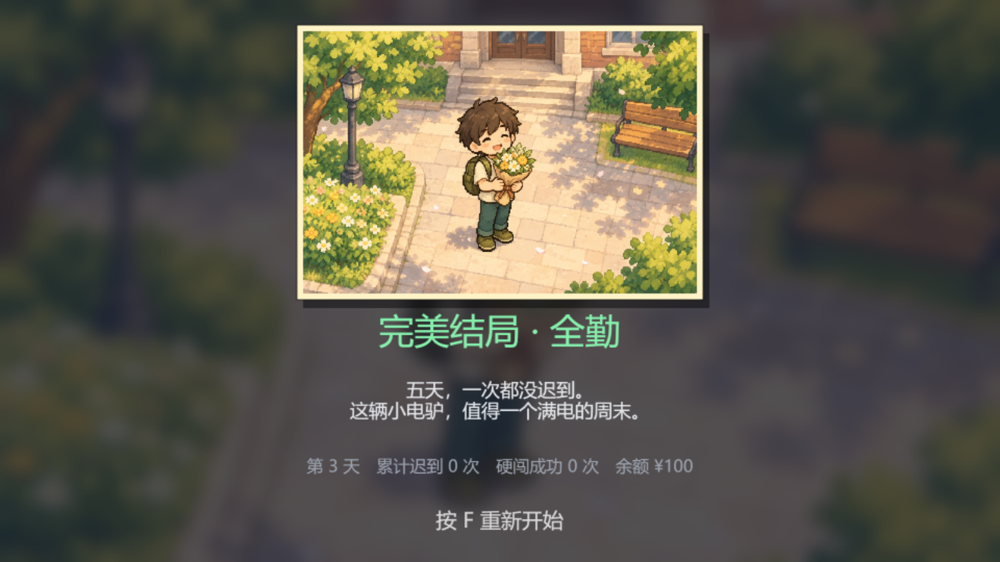 完美结局 · 全勤
五天，一次都没迟到。
这辆小电驴，值得一个满电的周末。
第 3 天 累计迟到 0 次 硬闯成功 0 次 余额 ¥100
按 F 重新开始